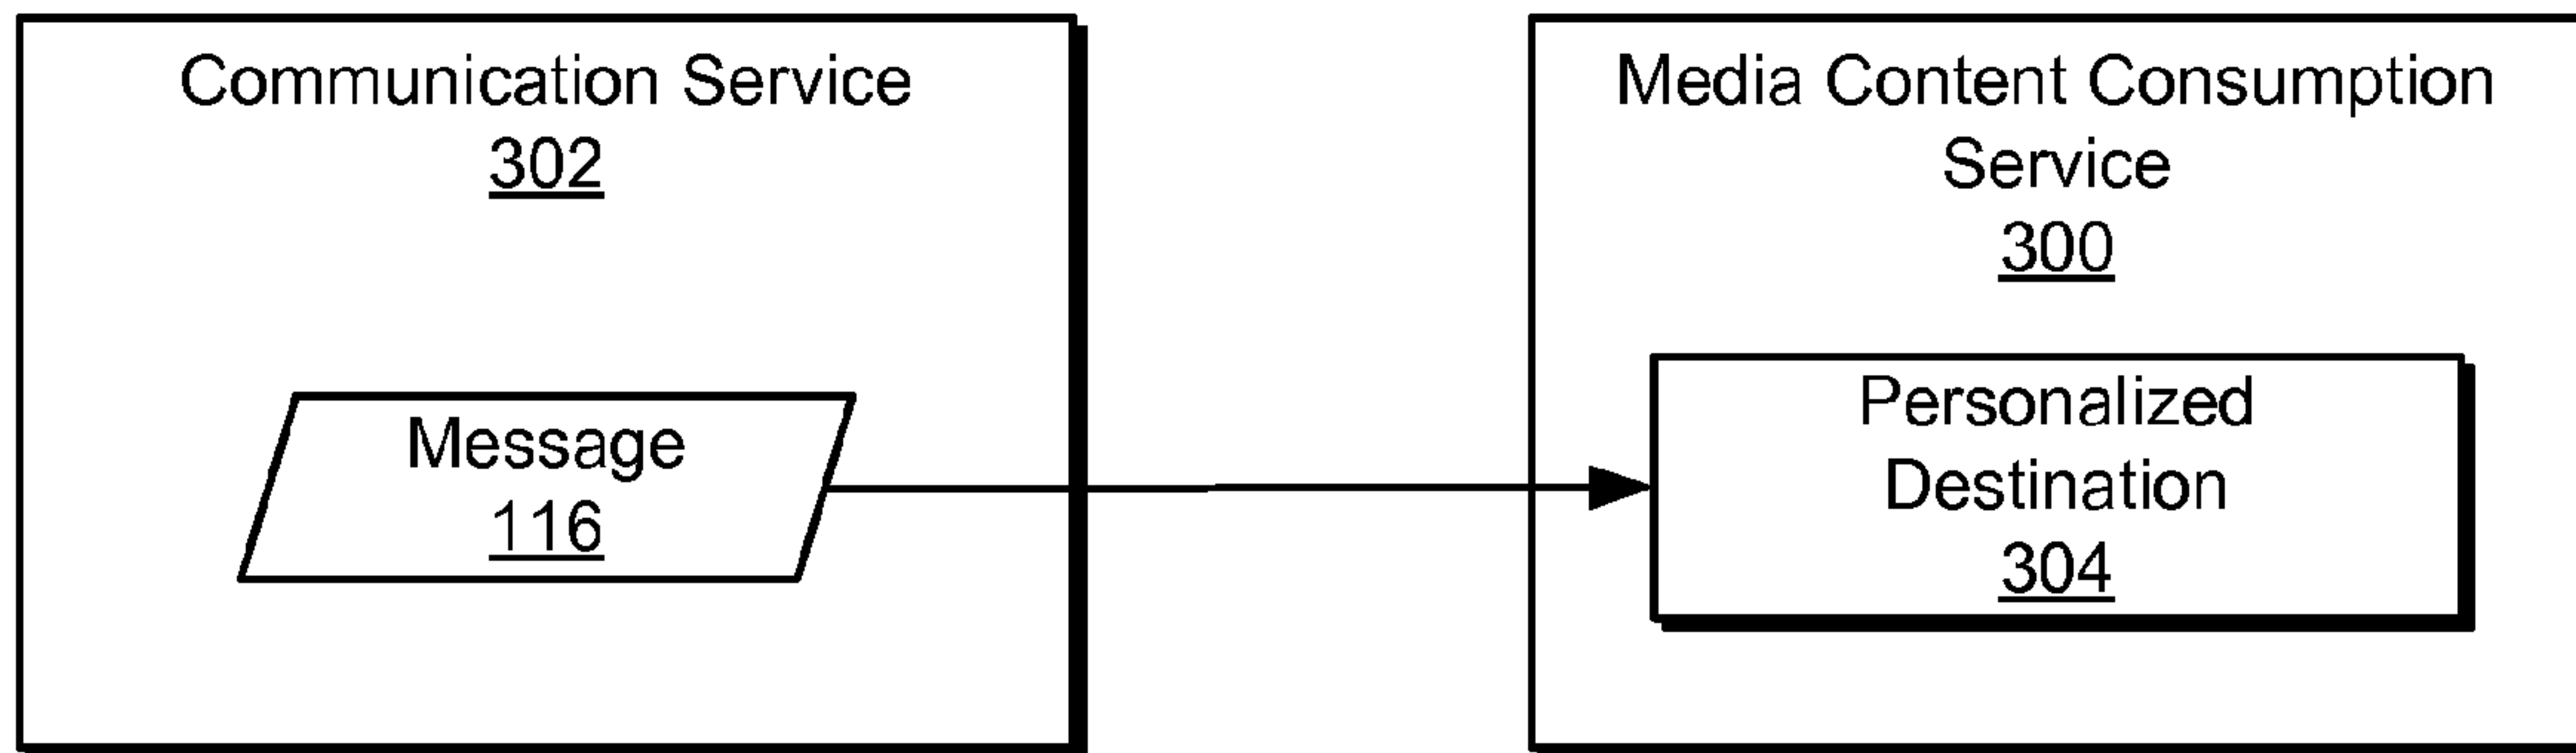 Communication Service
302
Message
116
Media Content Consumption
Service
300
Personalized
Destination
304